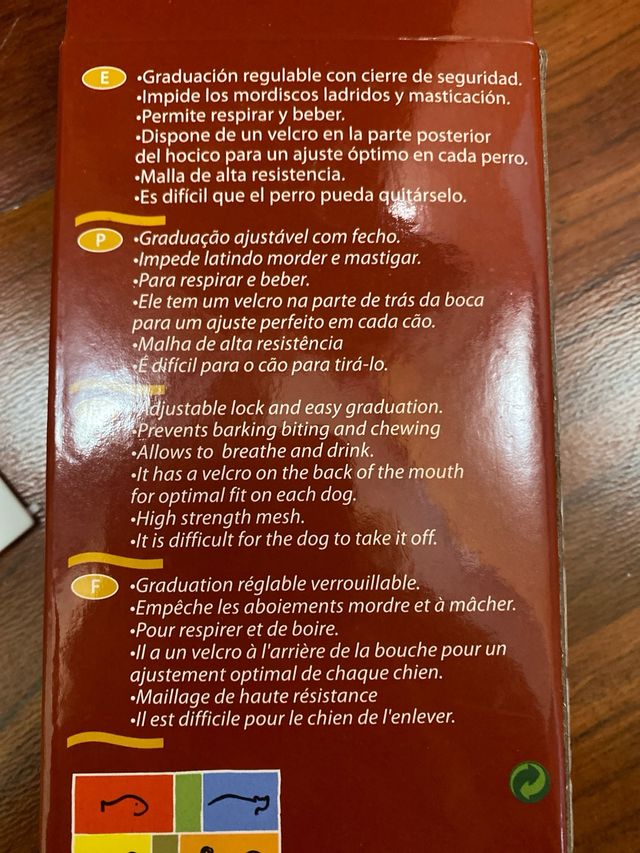 E
•Graduación regulable con cierre de seguridad.
•Impide los mordiscos ladridos y masticación.
•Permite respirar y beber.
•Dispone de un velcro en la parte posterior
del hocico para un ajuste óptimo en cada perro.
•Malla de alta resistencia.
•Es difícil que el perro pueda quitárselo.
P
•Graduação ajustável com fecho.
•Impede latindo morder e mastigar.
•Para respirar e beber.
•Ele tem um velcro na parte de trás da boca
para um ajuste perfeito em cada cão.
•Malha de alta resistência
•É difícil para o cão para tirá-lo.
•Adjustable lock and easy graduation.
•Prevents barking biting and chewing
•Allows to breathe and drink.
•It has a velcro on the back of the mouth
for optimal fit on each dog.
•High strength mesh.
•It is difficult for the dog to take it off.
F
•Graduation réglable verrouillable.
•Empêche les aboiements mordre et à mâcher.
•Pour respirer et de boire.
•Il a un velcro à l'arrière de la bouche pour un
ajustement optimal de chaque chien.
•Maillage de haute résistance
•Il est difficile pour le chien de l'enlever.